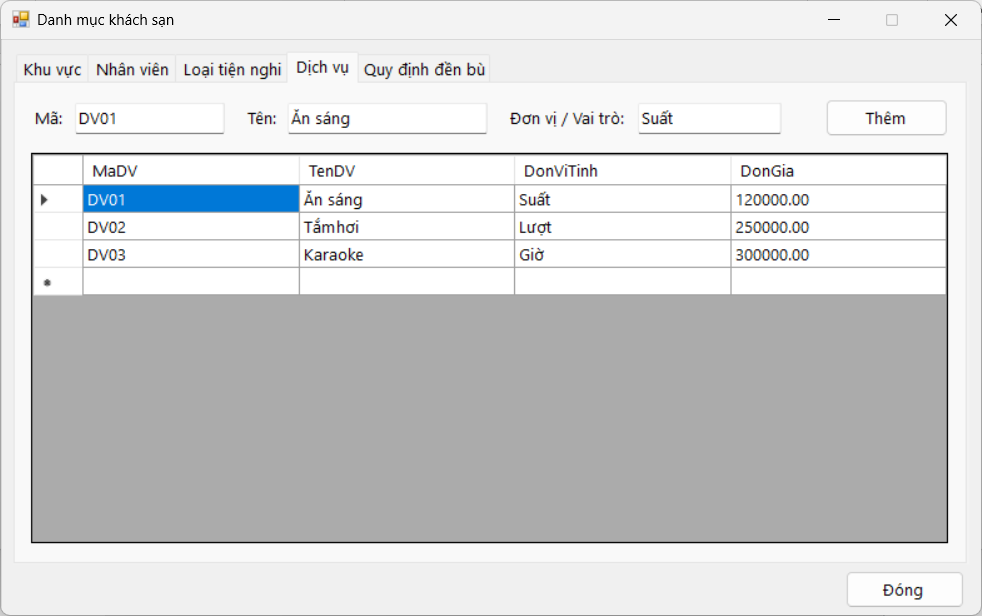 Danh mục khách sạn
Khu vực Nhân viên Loại tiện nghi Dịch vụ Quy định đền bù
Mã: DV01 Tên: Ăn sáng Đơn vị / Vai trò: Suất Thêm
MaDV TenDV DonViTinh DonGia
DV01 Ăn sáng Suất 120000.00
DV02 Tắm hơi Lượt 250000.00
DV03 Karaoke Giờ 300000.00
Đóng